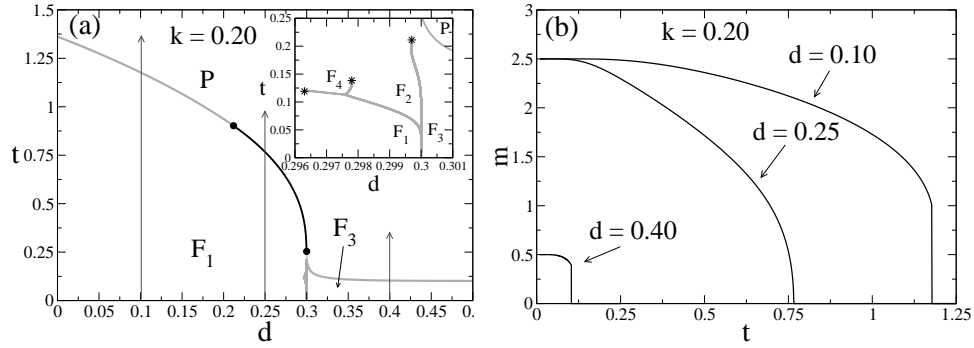 (a)
k = 0.20
P
F1
F3
t
1.5
1.25
1
0.75
0.5
0.25
0
0
0.05
0.1
0.15
0.2
0.25
0.3
0.35
0.4
0.45
0.5
d
t
0.25
0.2
0.15
0.1
0.05
0
P
F4
F2
F1
F3
0.296
0.297
0.298
0.299
0.3
0.301
d
(b)
k = 0.20
d = 0.10
d = 0.25
d = 0.40
m
3
2.5
2
1.5
1
0.5
0
0
0.25
0.5
0.75
1
1.25
t